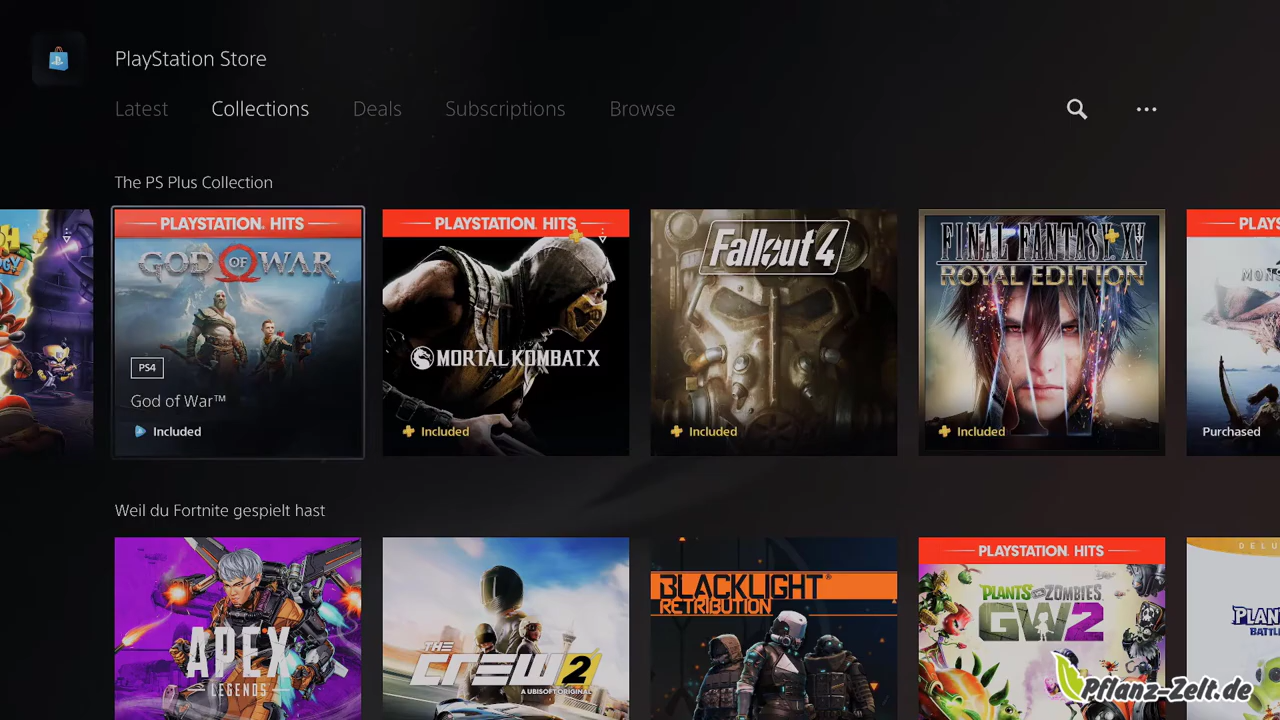 PlayStation Store
Latest
Collections
Deals
Subscriptions
Browse
The PS Plus Collection
PLAYSTATION HITS
GOD OF WAR
PS4
God of War™
Included
PLAYSTATION HITS
MORTAL KOMBAT X
Included
Fallout 4
Included
FINAL FANTASY XV
ROYAL EDITION
Included
Purchased
Weil du Fortnite gespielt hast
APEX
LEGENDS
THE
CREW 2
A UBISOFT ORIGINAL
BLACKLIGHT®
RETRIBUTION
PLAYSTATION HITS
PLANTS VS. ZOMBIES
GW2
Pflanz-Zelt.de